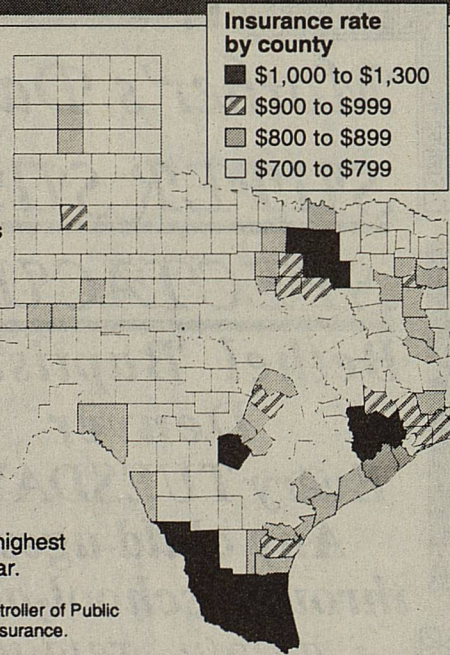 Insurance rate
by county
$1,000 to $1,300
$900 to $999
$800 to $899
$700 to $799
s
highest
ar.
troller of Public
surance.